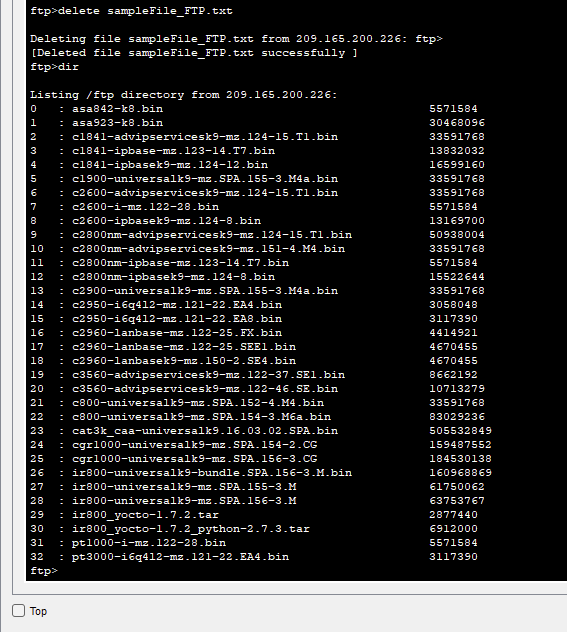 ftp>delete sampleFile_FTP.txt
Deleting file sampleFile_FTP.txt from 209.165.200.226: ftp>
[Deleted file sampleFile_FTP.txt successfully ]
ftp>dir
Listing /ftp directory from 209.165.200.226:
0 : asa842-k8.bin 5571584
1 : asa923-k8.bin 30468096
2 : c1841-advipservicesk9-mz.124-15.T1.bin 33591768
3 : c1841-ipbase-mz.123-14.T7.bin 13832032
4 : c1841-ipbasek9-mz.124-12.bin 16599160
5 : c1900-universalk9-mz.SPA.155-3.M4a.bin 33591768
6 : c2600-advipservicesk9-mz.124-15.T1.bin 33591768
7 : c2600-i-mz.122-28.bin 5571584
8 : c2600-ipbasek9-mz.124-8.bin 13169700
9 : c2800nm-advipservicesk9-mz.124-15.T1.bin 50938004
10 : c2800nm-advipservicesk9-mz.151-4.M4.bin 33591768
11 : c2800nm-ipbase-mz.123-14.T7.bin 5571584
12 : c2800nm-ipbasek9-mz.124-8.bin 15522644
13 : c2900-universalk9-mz.SPA.155-3.M4a.bin 33591768
14 : c2950-i6q4l2-mz.121-22.EA4.bin 3058048
15 : c2950-i6q4l2-mz.121-22.EA8.bin 3117390
16 : c2960-lanbase-mz.122-25.FX.bin 4414921
17 : c2960-lanbase-mz.122-25.SEE1.bin 4670455
18 : c2960-lanbasek9-mz.150-2.SE4.bin 4670455
19 : c3560-advipservicesk9-mz.122-37.SE1.bin 8662192
20 : c3560-advipservicesk9-mz.122-46.SE.bin 10713279
21 : c800-universalk9-mz.SPA.152-4.M4.bin 33591768
22 : c800-universalk9-mz.SPA.154-3.M6a.bin 83029236
23 : cat3k_caa-universalk9.16.03.02.SPA.bin 505532849
24 : cgr1000-universalk9-mz.SPA.154-2.CG 159487552
25 : cgr1000-universalk9-mz.SPA.156-3.CG 184530138
26 : ir800-universalk9-bundle.SPA.156-3.M.bin 160968869
27 : ir800-universalk9-mz.SPA.155-3.M 61750062
28 : ir800-universalk9-mz.SPA.156-3.M 63753767
29 : ir800_yocto-1.7.2.tar 2877440
30 : ir800_yocto-1.7.2_python-2.7.3.tar 6912000
31 : pt1000-i-mz.122-28.bin 5571584
32 : pt3000-i6q4l2-mz.121-22.EA4.bin 3117390
ftp>
Top